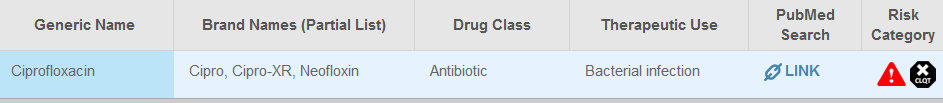 Generic Name
Brand Names (Partial List)
Drug Class
Therapeutic Use
PubMed
Search
Risk
Category
Ciprofloxacin
Cipro, Cipro-XR, Neofloxin
Antibiotic
Bacterial infection
LINK
CLQT